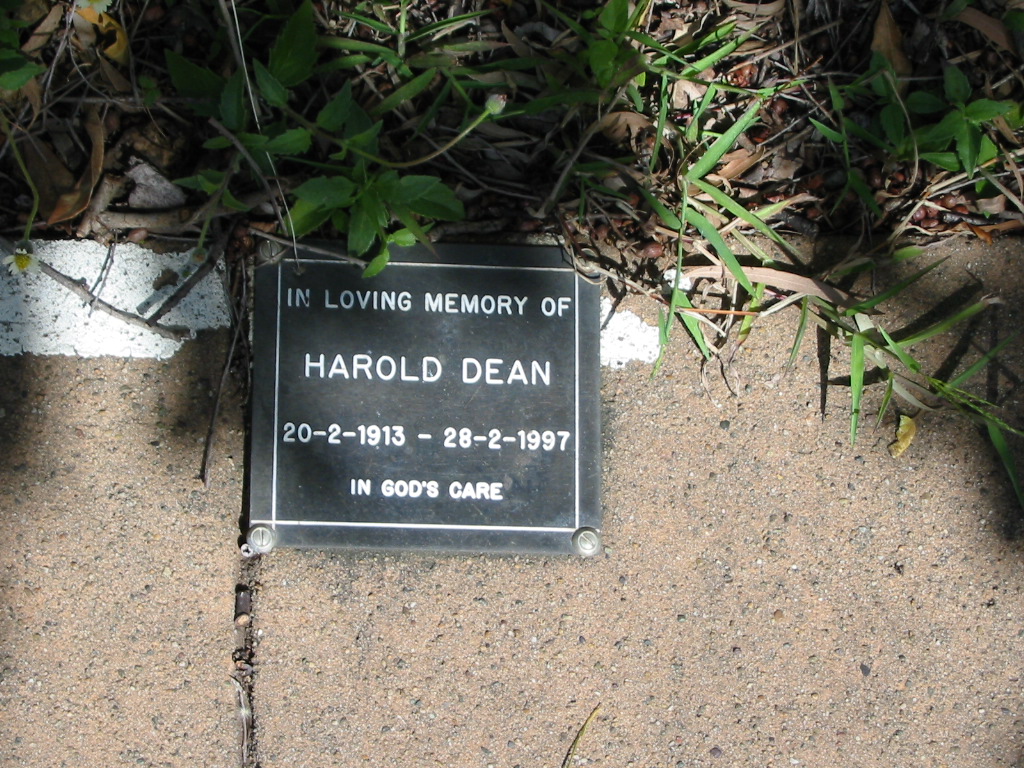 IN LOVING MEMORY OF
HAROLD DEAN
20-2-1913 - 28-2-1997
IN GOD'S CARE